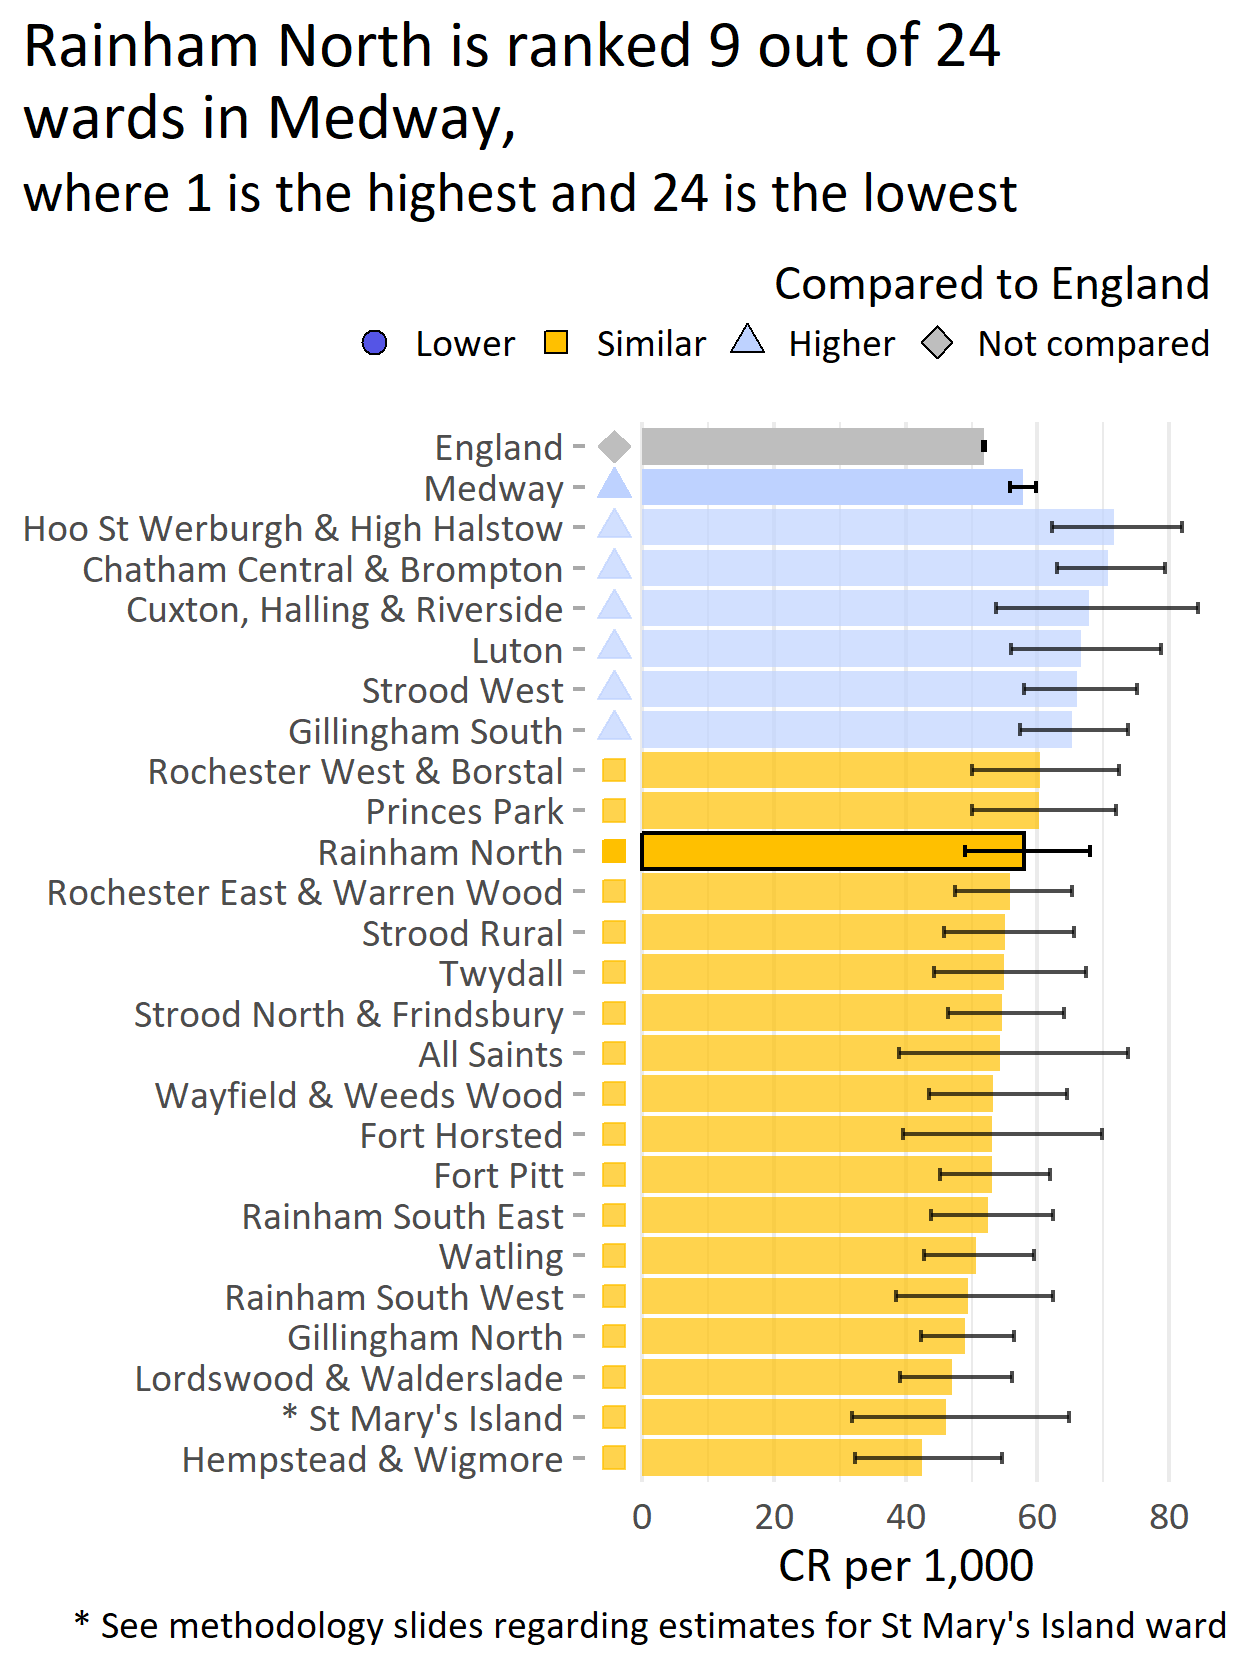 Rainham North is ranked 9 out of 24
wards in Medway,
where 1 is the highest and 24 is the lowest
Compared to England
Lower Similar Higher Not compared
England
Medway
Hoo St Werburgh & High Halstow
Chatham Central & Brompton
Cuxton, Halling & Riverside
Luton
Strood West
Gillingham South
Rochester West & Borstal
Princes Park
Rainham North
Rochester East & Warren Wood
Strood Rural
Twydall
Strood North & Frindsbury
All Saints
Wayfield & Weeds Wood
Fort Horsted
Fort Pitt
Rainham South East
Watling
Rainham South West
Gillingham North
Lordswood & Walderslade
* St Mary's Island
Hempstead & Wigmore
0 20 40 60 80
CR per 1,000
* See methodology slides regarding estimates for St Mary's Island ward